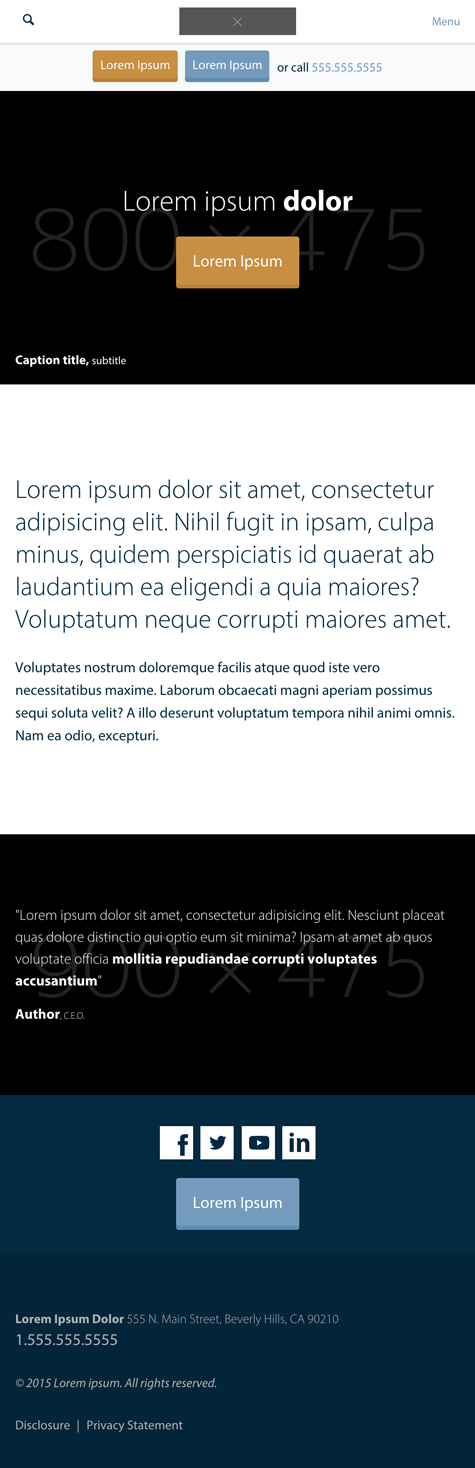 Menu
Lorem Ipsum Lorem Ipsum or call 555.555.5555
800 × 475
Lorem ipsum dolor
Lorem Ipsum
Caption title, subtitle
Lorem ipsum dolor sit amet, consectetur
adipisicing elit. Nihil fugit in ipsam, culpa
minus, quidem perspiciatis id quaerat ab
laudantium ea eligendi a quia maiores?
Voluptatum neque corrupti maiores amet.
Voluptates nostrum doloremque facilis atque quod iste vero
necessitatibus maxime. Laborum obcaecati magni aperiam possimus
sequi soluta velit? A illo deserunt voluptatum tempora nihil animi omnis.
Nam ea odio, excepturi.
"Lorem ipsum dolor sit amet, consectetur adipisicing elit. Nesciunt placeat
quas dolore distinctio qui optio eum sit minima? Ipsam at amet ab quos
voluptate officia mollitia repudiandae corrupti voluptates
accusantium"
900 × 475
Author, C.E.O.
Lorem Ipsum
Lorem Ipsum Dolor 555 N. Main Street, Beverly Hills, CA 90210
1.555.555.5555
© 2015 Lorem ipsum. All rights reserved.
Disclosure | Privacy Statement